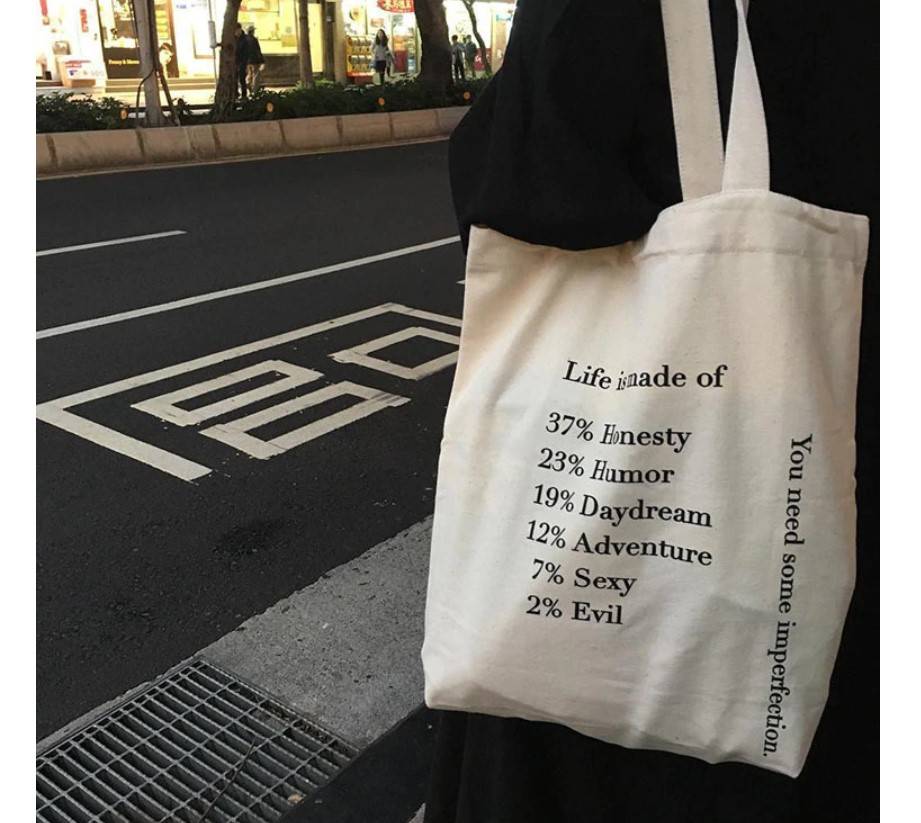 Life is made of
37% Honesty
23% Humor
19% Daydream
12% Adventure
7% Sexy
2% Evil
You need some imperfection.